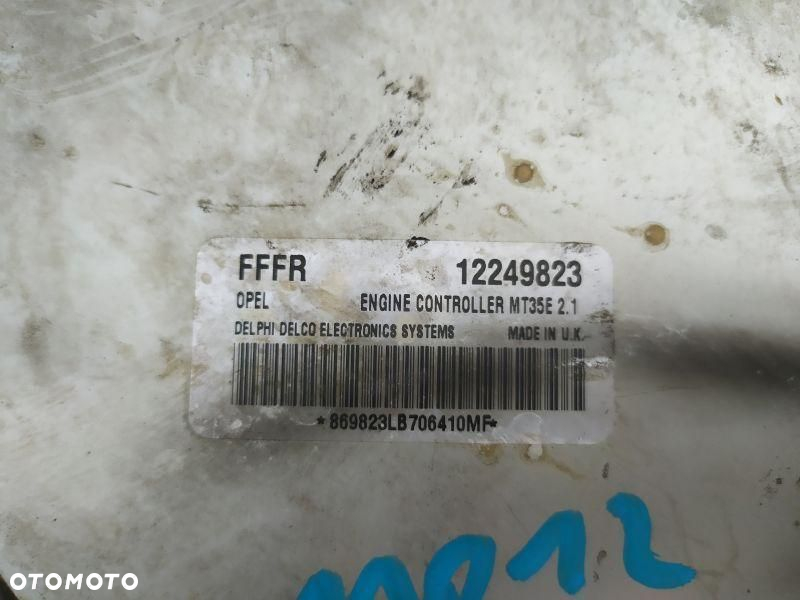 FFFR 12249823
OPEL ENGINE CONTROLLER MT35E 2.1
DELPHI DELCO ELECTRONICS SYSTEMS MADE IN U.K.
*869823LB706410MF*
OTOMOTO